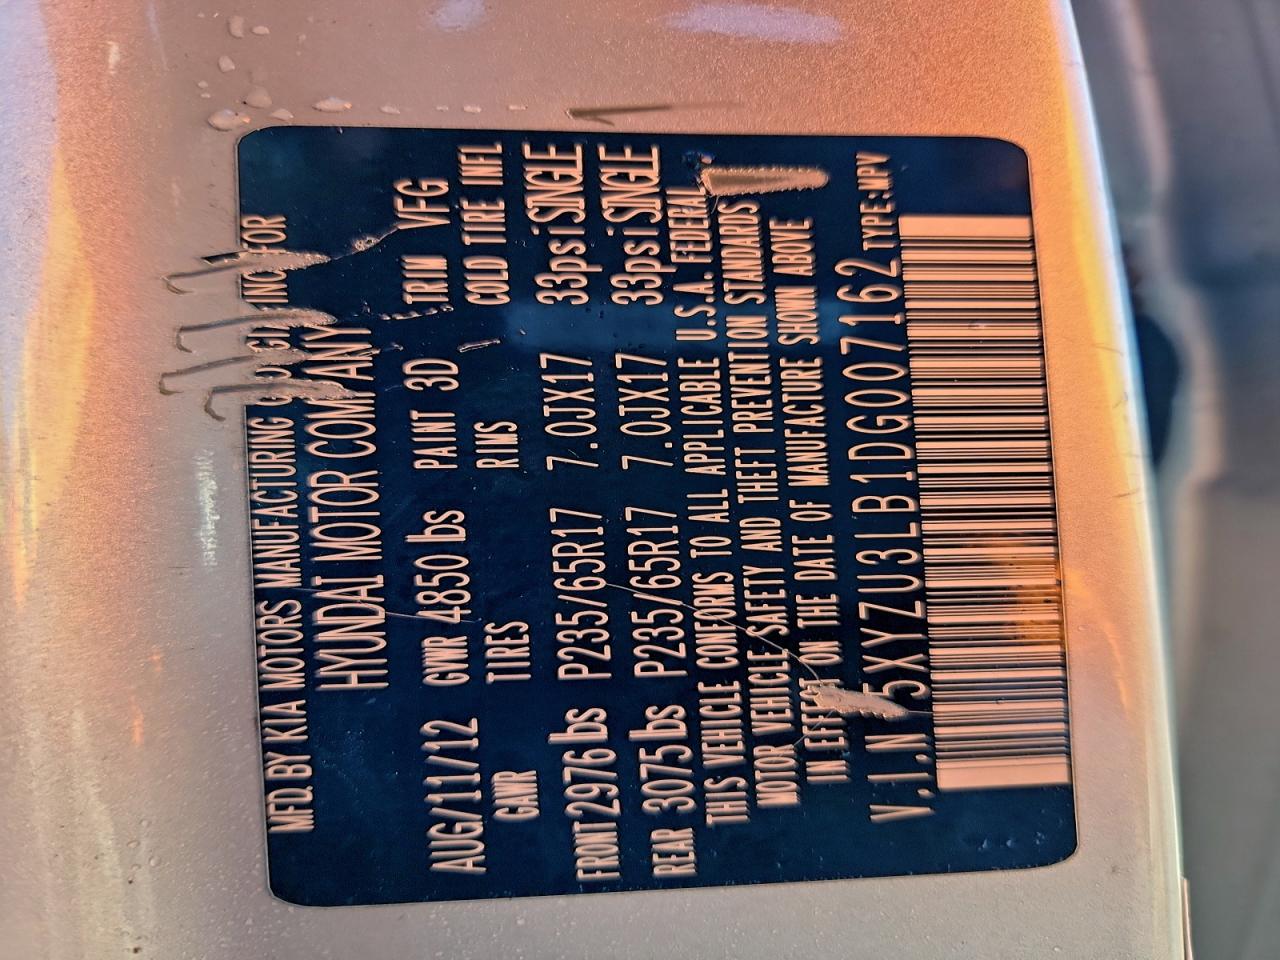 MFD. BY KIA MOTORS MANUFACTURING INC. FOR
HYUNDAI MOTOR COMPANY
AUG/11/12 GVWR 4850 lbs PAINT 3D TRIM VFG
GAWR TIRES RIMS COLD TIRE INFL
FRONT 2976 lbs P235/65R17 7.0JX17 33psi SINGLE
REAR 3075 lbs P235/65R17 7.0JX17 33psi SINGLE
THIS VEHICLE CONFORMS TO ALL APPLICABLE U.S.A. FEDERAL
MOTOR VEHICLE SAFETY AND THEFT PREVENTION STANDARDS
IN EFFECT ON THE DATE OF MANUFACTURE SHOWN ABOVE
V.I.N 5XYZU3LB1DG007162 TYPE:MPV